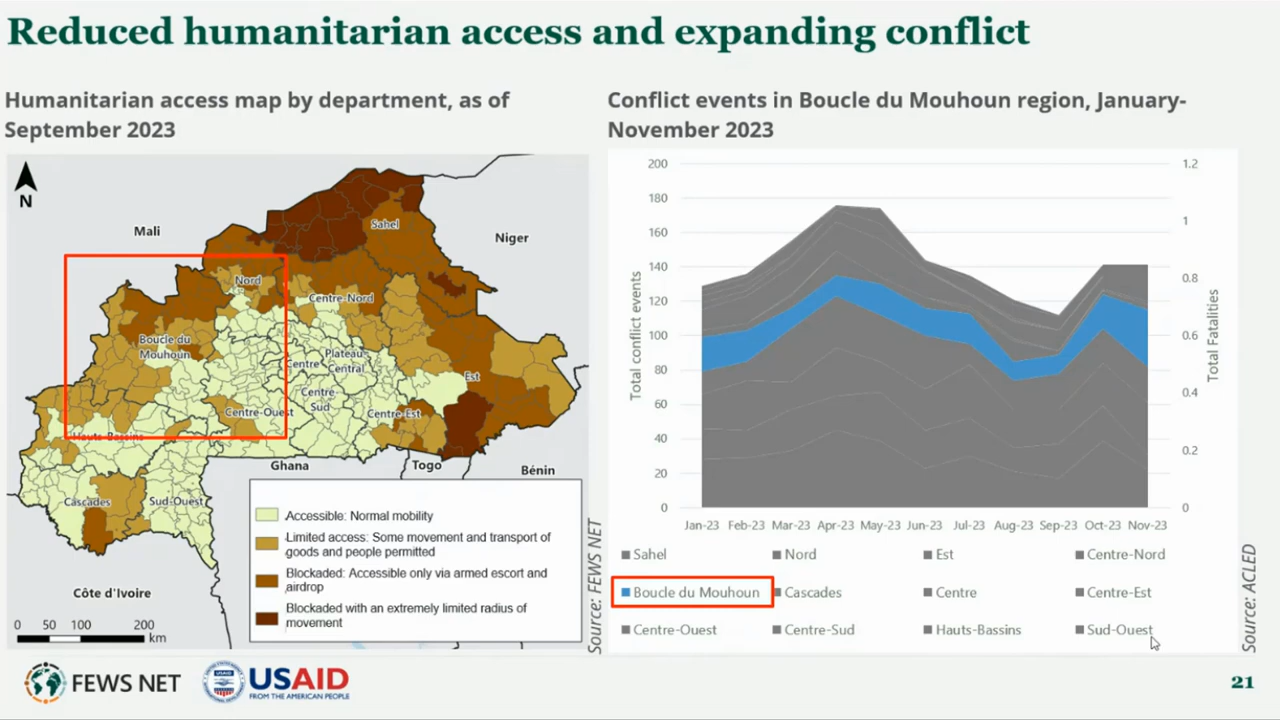 Reduced humanitarian access and expanding conflict
Humanitarian access map by department, as of
September 2023
N
Mali
Niger
Sahel
Nord
Centre-Nord
Boucle du
Mouhoun
Plateau-
Central
Centre
Centre-
Sud
Est
Centre-Ouest
Centre-Est
Hauts-Bassins
Cascades
Sud-Ouest
Ghana
Togo
Bénin
Côte d'Ivoire
0 50 100 200
km
Accessible: Normal mobility
Limited access: Some movement and transport of
goods and people permitted
Blockaded: Accessible only via armed escort and
airdrop
Blockaded with an extremely limited radius of
movement
Source: FEWS NET
Conflict events in Boucle du Mouhoun region, January-
November 2023
Total conflict events
200
180
160
140
120
100
80
60
40
20
0
1.2
1
0.8
0.6
0.4
0.2
0
Total Fatalities
Jan-23 Feb-23 Mar-23 Apr-23 May-23 Jun-23 Jul-23 Aug-23 Sep-23 Oct-23 Nov-23
Sahel Nord Est Centre-Nord
Boucle du Mouhoun Cascades Centre Centre-Est
Centre-Ouest Centre-Sud Hauts-Bassins Sud-Ouest
Source: ACLED
FEWS NET
USAID
FROM THE AMERICAN PEOPLE
21